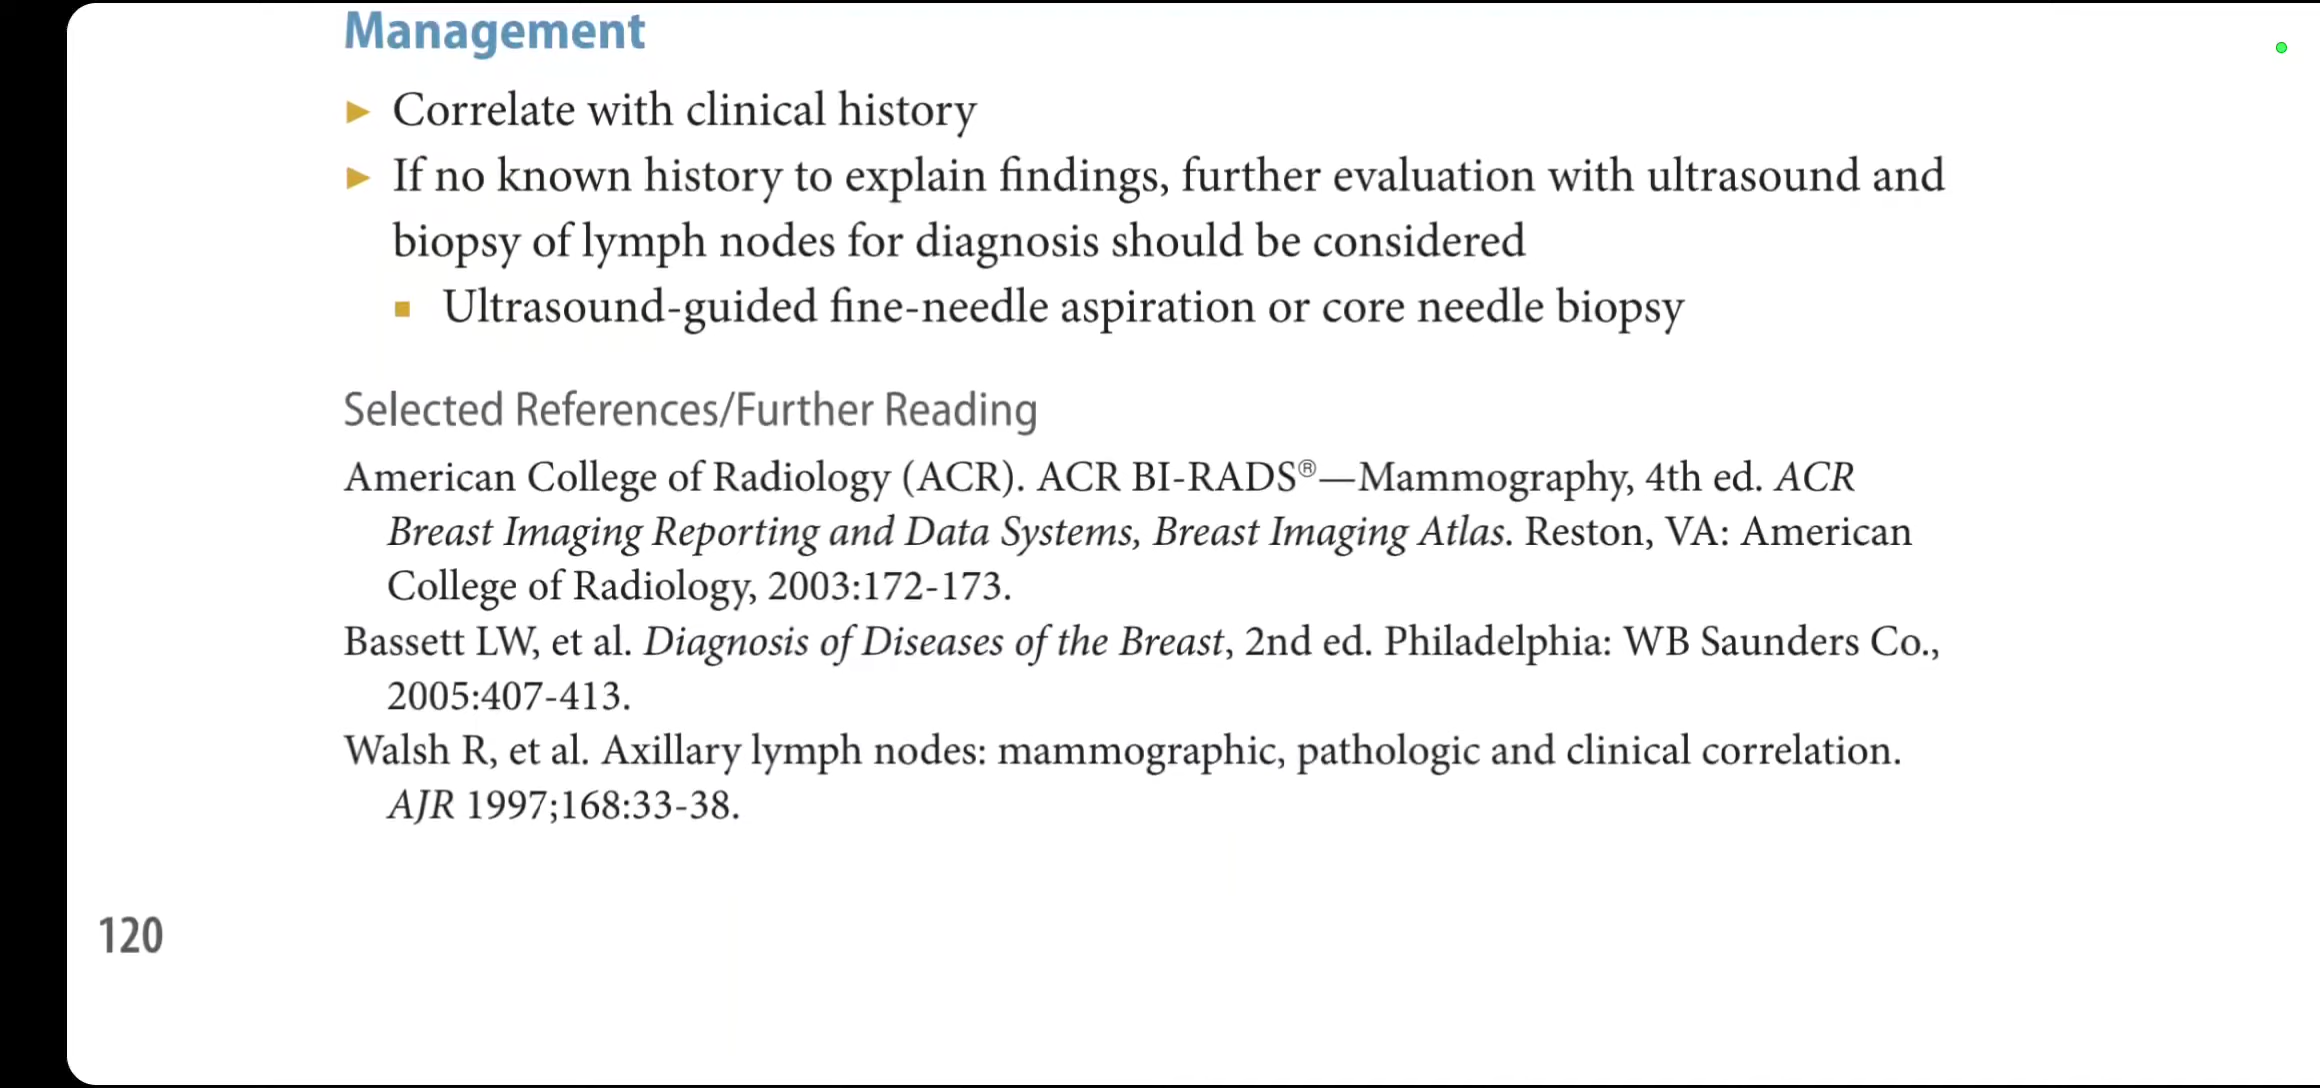 Management
► Correlate with clinical history
► If no known history to explain findings, further evaluation with ultrasound and
biopsy of lymph nodes for diagnosis should be considered
■ Ultrasound-guided fine-needle aspiration or core needle biopsy
Selected References/Further Reading
American College of Radiology (ACR). ACR BI-RADS®—Mammography, 4th ed. ACR
Breast Imaging Reporting and Data Systems, Breast Imaging Atlas. Reston, VA: American
College of Radiology, 2003:172-173.
Bassett LW, et al. Diagnosis of Diseases of the Breast, 2nd ed. Philadelphia: WB Saunders Co.,
2005:407-413.
Walsh R, et al. Axillary lymph nodes: mammographic, pathologic and clinical correlation.
AJR 1997;168:33-38.
120